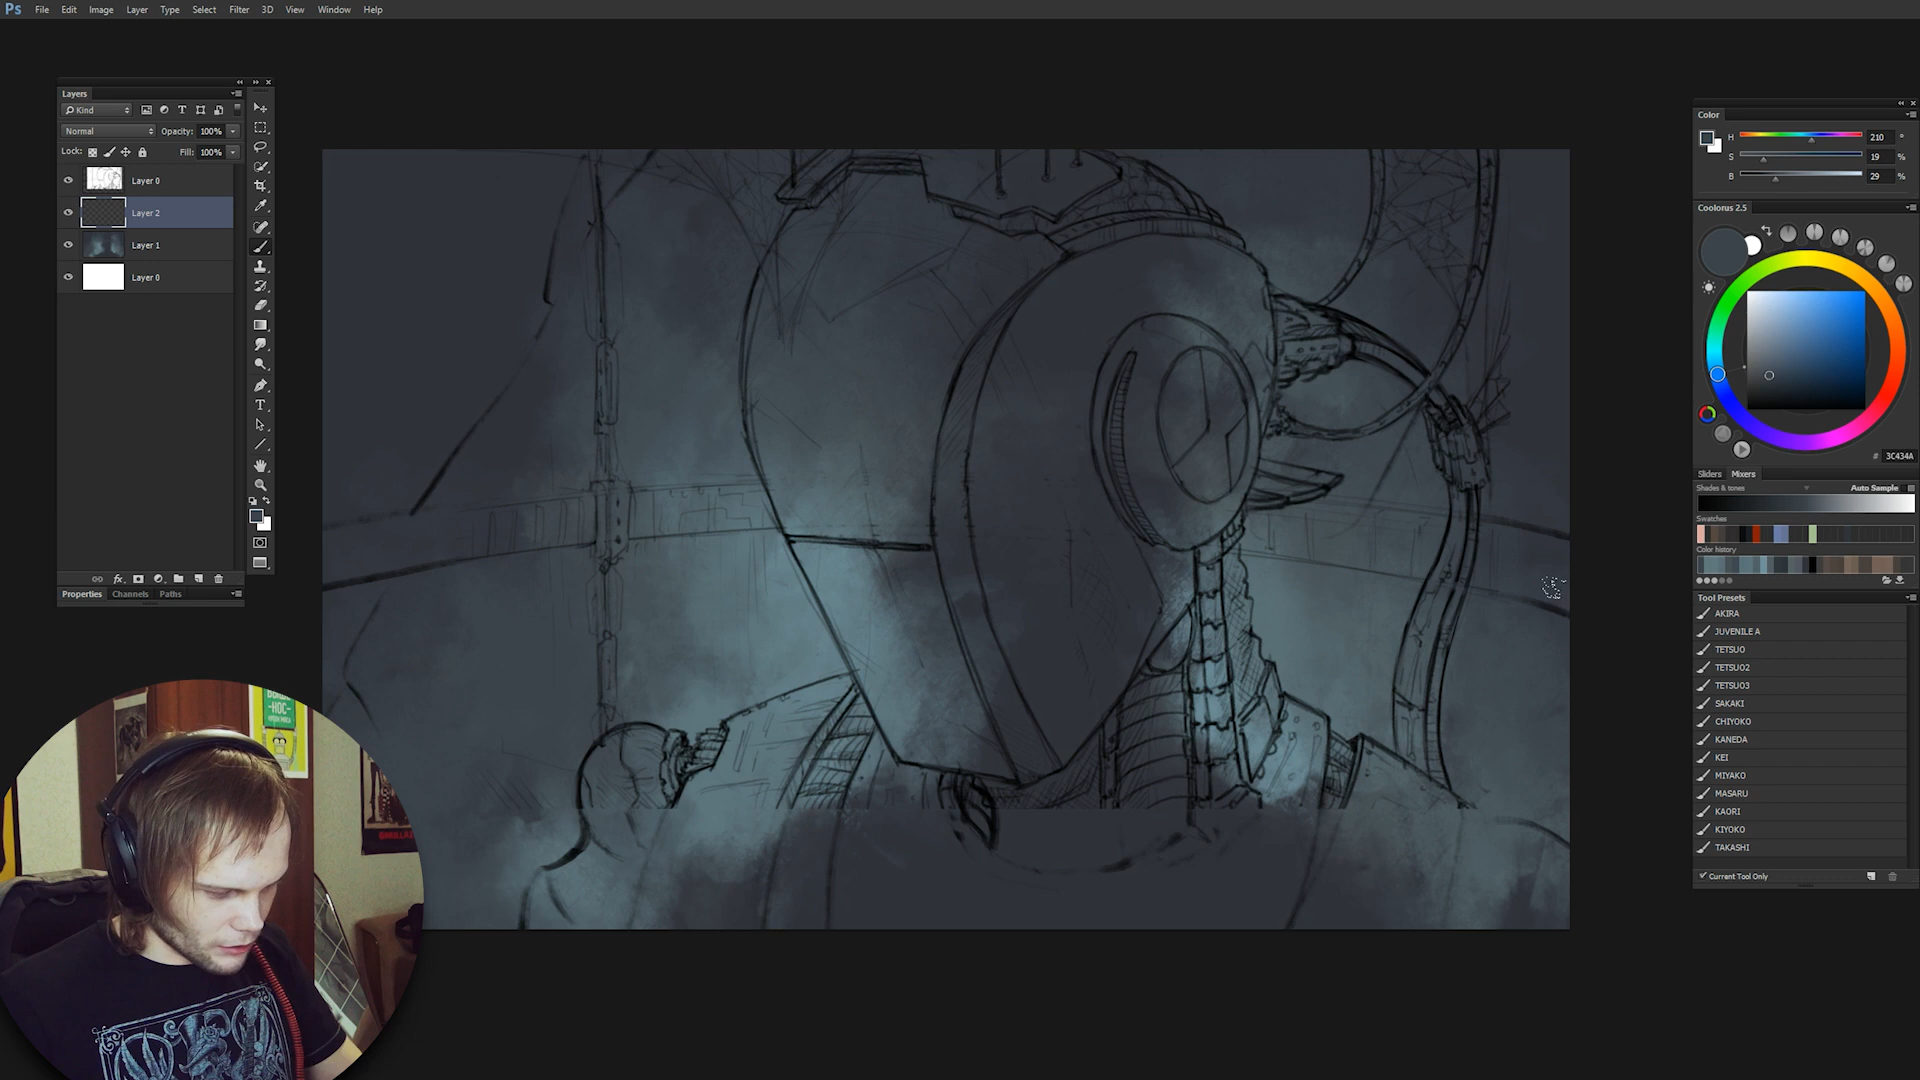 Ps File Edit Image Layer Type Select Filter 3D View Window Help
Layers
Kind
Normal Opacity: 100%
Lock: Fill: 100%
Layer 0
Layer 2
Layer 1
Layer 0
Properties Channels Paths
Color
H 210 °
S 19 %
B 29 %
Coolorus 2.5
# 3C434A
Sliders Mixers
Shades & tones Auto Sample
Swatches
Color history
Tool Presets
AKIRA
JUVENILE A
TETSUO
TETSUO2
TETSUO3
SAKAKI
CHIYOKO
KANEDA
KEI
MIYAKO
MASARU
KAORI
KIYOKO
TAKASHI
Current Tool Only
-НОС-